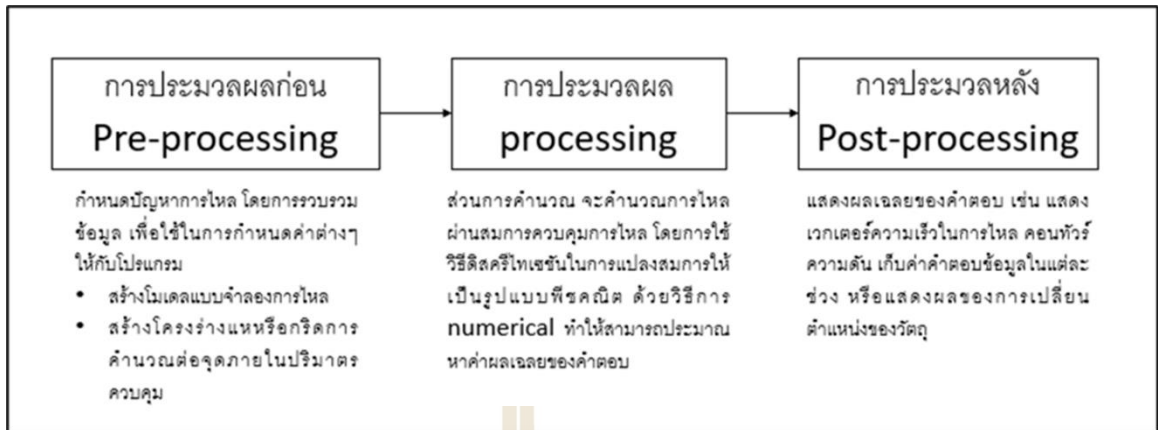 การประมวลผลก่อน
Pre-processing
กำหนดปัญหาการไหล โดยการรวบรวม
ข้อมูล เพื่อใช้ในการกำหนดค่าต่างๆ
ให้กับโปรแกรม
• สร้างโมเดลแบบจำลองการไหล
• สร้างโครงร่างแหหรือกริดการ
คำนวณต่อจุดภายในปริมาตร
ควบคุม
การประมวลผล
processing
ส่วนการคำนวณ จะคำนวณการไหล
ผ่านสมการควบคุมการไหล โดยการใช้
วิธีดิสครีไทเซชันในการแปลงสมการให้
เป็นรูปแบบพีชคณิต ด้วยวิธีการ
numerical ทำให้สามารถประมาณ
หาค่าผลเฉลยของคำตอบ
การประมวลหลัง
Post-processing
แสดงผลเฉลยของคำตอบ เช่น แสดง
เวกเตอร์ความเร็วในการไหล คอนทัวร์
ความดัน เก็บค่าคำตอบข้อมูลในแต่ละ
ช่วง หรือแสดงผลของการเปลี่ยน
ตำแหน่งของวัตถุ